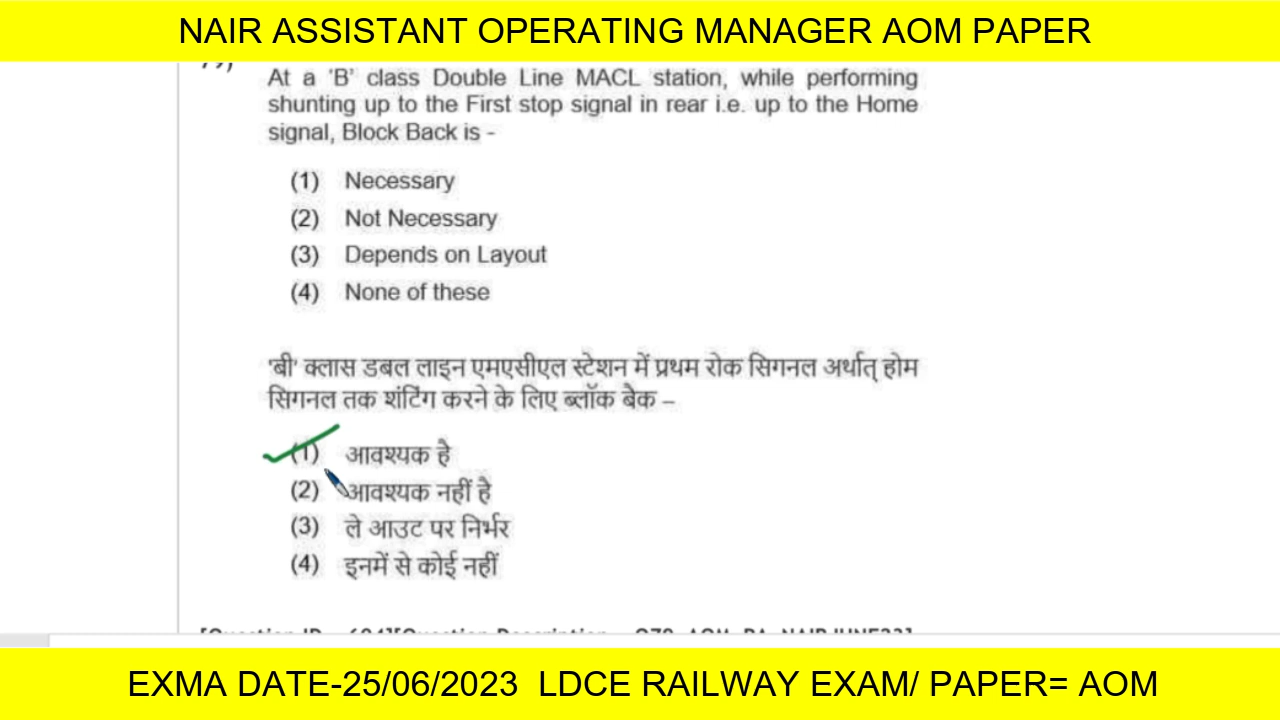 NAIR ASSISTANT OPERATING MANAGER AOM PAPER
At a 'B' class Double Line MACL station, while performing
shunting up to the First stop signal in rear i.e. up to the Home
signal, Block Back is -
(1) Necessary
(2) Not Necessary
(3) Depends on Layout
(4) None of these
'बी' क्लास डबल लाइन एमएसीएल स्टेशन में प्रथम रोक सिगनल अर्थात् होम
सिगनल तक शंटिंग करने के लिए ब्लॉक बैक –
(1) आवश्यक है
(2) आवश्यक नहीं है
(3) ले आउट पर निर्भर
(4) इनमें से कोई नहीं
EXMA DATE-25/06/2023 LDCE RAILWAY EXAM/ PAPER= AOM